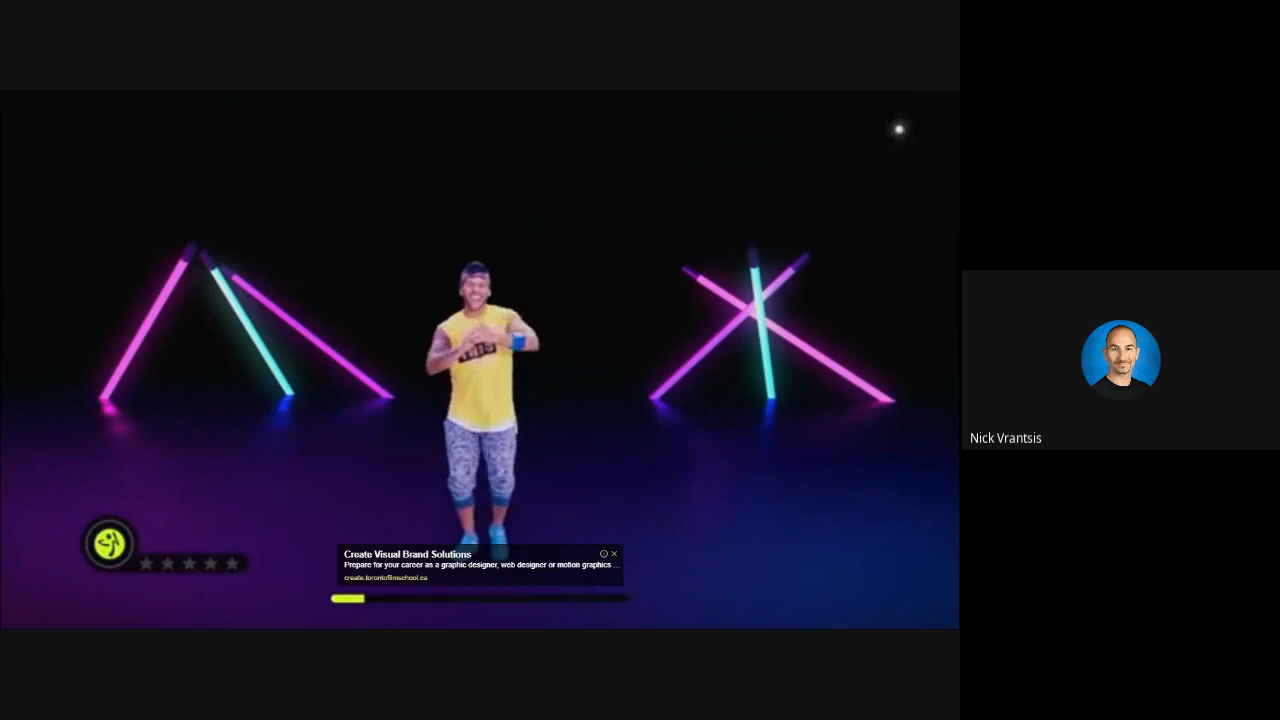 Create Visual Brand Solutions
Prepare for your career as a graphic designer, web designer or motion graphics ...
create.torontofilmschool.ca
Nick Vrantsis